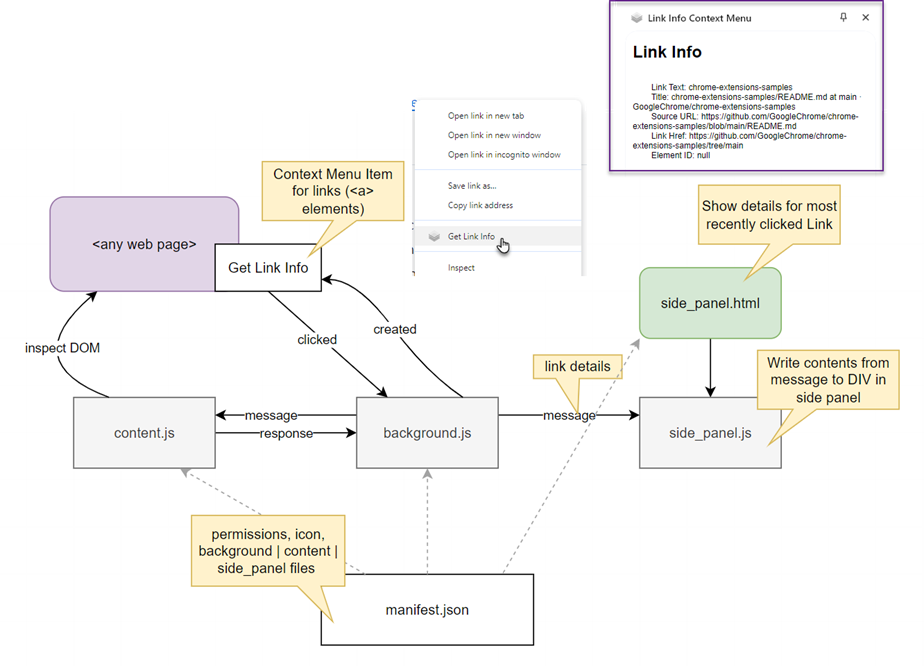 Link Info Context Menu
Link Info
Link Text: chrome-extensions-samples
Title: chrome-extensions-samples/README.md at main ·
GoogleChrome/chrome-extensions-samples
Source URL: https://github.com/GoogleChrome/chrome-
extensions-samples/blob/main/README.md
Link Href: https://github.com/GoogleChrome/chrome-
extensions-samples/tree/main
Element ID: null
Open link in new tab
Open link in new window
Open link in incognito window
Save link as...
Copy link address
Get Link Info
Inspect
Context Menu Item
for links (<a>
elements)
<any web page>
Get Link Info
Show details for most
recently clicked Link
side_panel.html
inspect DOM
clicked
created
link details
Write contents from
message to DIV in
side panel
content.js
message
response
background.js
message
side_panel.js
permissions, icon,
background | content |
side_panel files
manifest.json